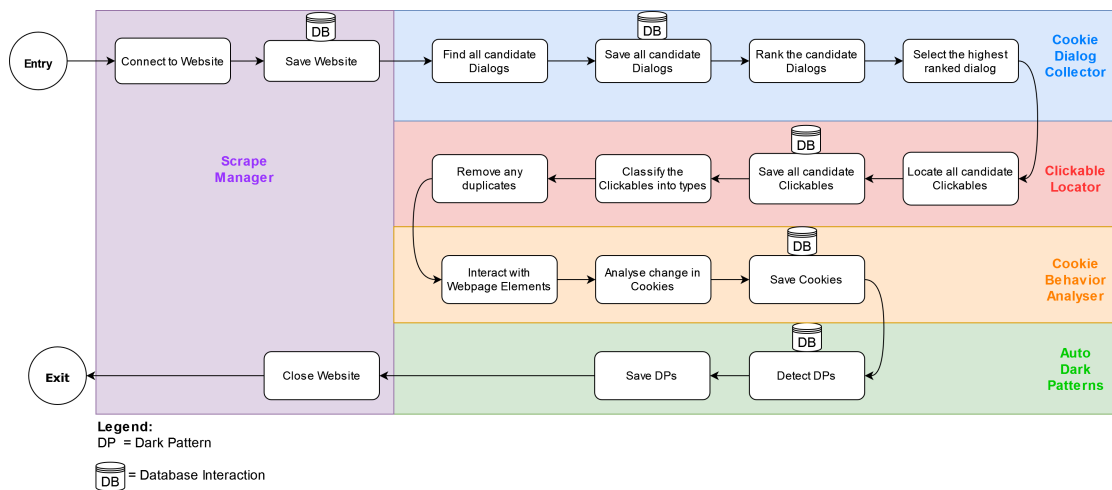 DB
DB
Entry
Connect to Website
Save Website
Find all candidate
Dialogs
Save all candidate
Dialogs
Rank the candidate
Dialogs
Select the highest
ranked dialog
Cookie
Dialog
Collector
Scrape
Manager
DB
Remove any
duplicates
Classify the
Clickables into types
Save all candidate
Clickables
Locate all candidate
Clickables
Clickable
Locator
DB
Interact with
Webpage Elements
Analyse change in
Cookies
Save Cookies
Cookie
Behavior
Analyser
DB
Exit
Close Website
Save DPs
Detect DPs
Auto
Dark
Patterns
Legend:
DP = Dark Pattern
DB = Database Interaction